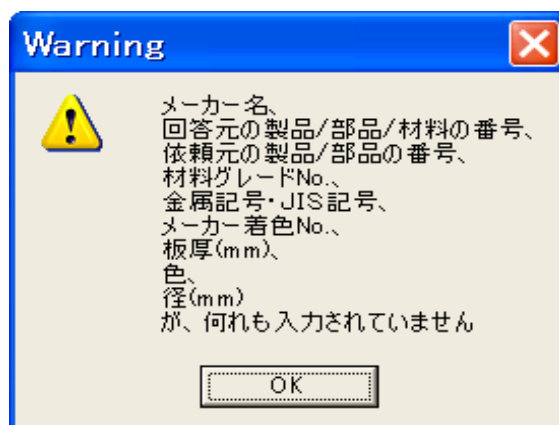 Warning
メーカー名、
回答元の製品/部品/材料の番号、
依頼元の製品/部品の番号、
材料グレードNo.、
金属記号・JIS記号、
メーカー着色No.、
板厚(mm)、
色、
径(mm)
が、何れも入力されていません
OK